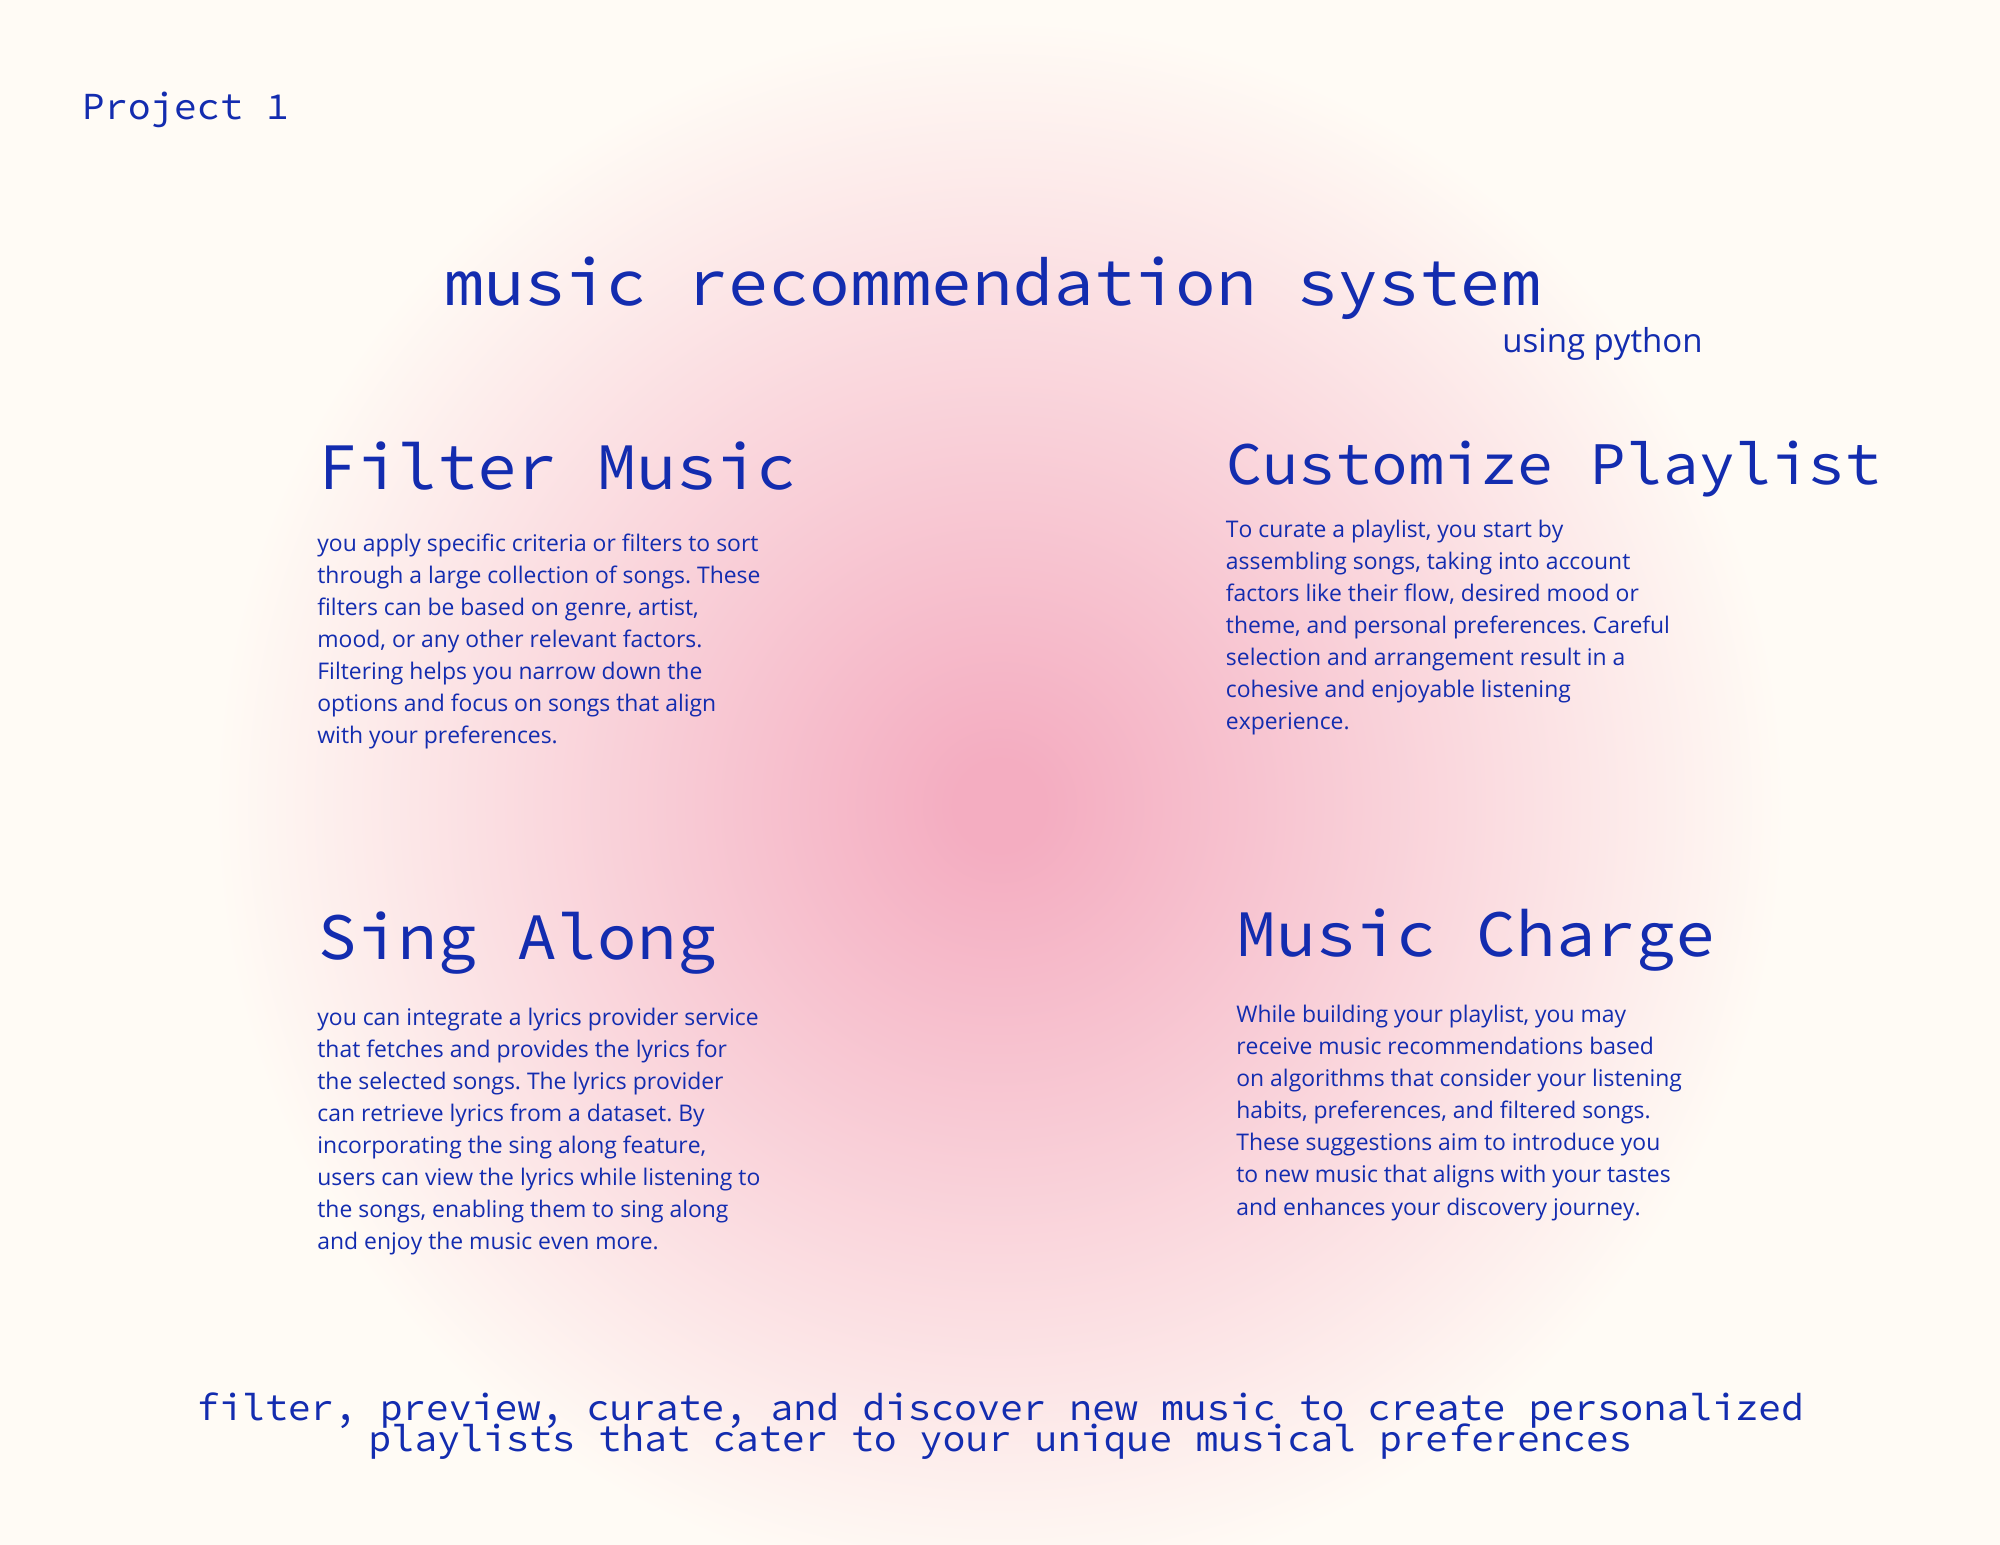 Project 1
music recommendation system
using python
Filter Music
you apply specific criteria or filters to sort
through a large collection of songs. These
filters can be based on genre, artist,
mood, or any other relevant factors.
Filtering helps you narrow down the
options and focus on songs that align
with your preferences.
Customize Playlist
To curate a playlist, you start by
assembling songs, taking into account
factors like their flow, desired mood or
theme, and personal preferences. Careful
selection and arrangement result in a
cohesive and enjoyable listening
experience.
Sing Along
you can integrate a lyrics provider service
that fetches and provides the lyrics for
the selected songs. The lyrics provider
can retrieve lyrics from a dataset. By
incorporating the sing along feature,
users can view the lyrics while listening to
the songs, enabling them to sing along
and enjoy the music even more.
Music Charge
While building your playlist, you may
receive music recommendations based
on algorithms that consider your listening
habits, preferences, and filtered songs.
These suggestions aim to introduce you
to new music that aligns with your tastes
and enhances your discovery journey.
filter, preview, curate, and discover new music to create personalized
playlists that cater to your unique musical preferences